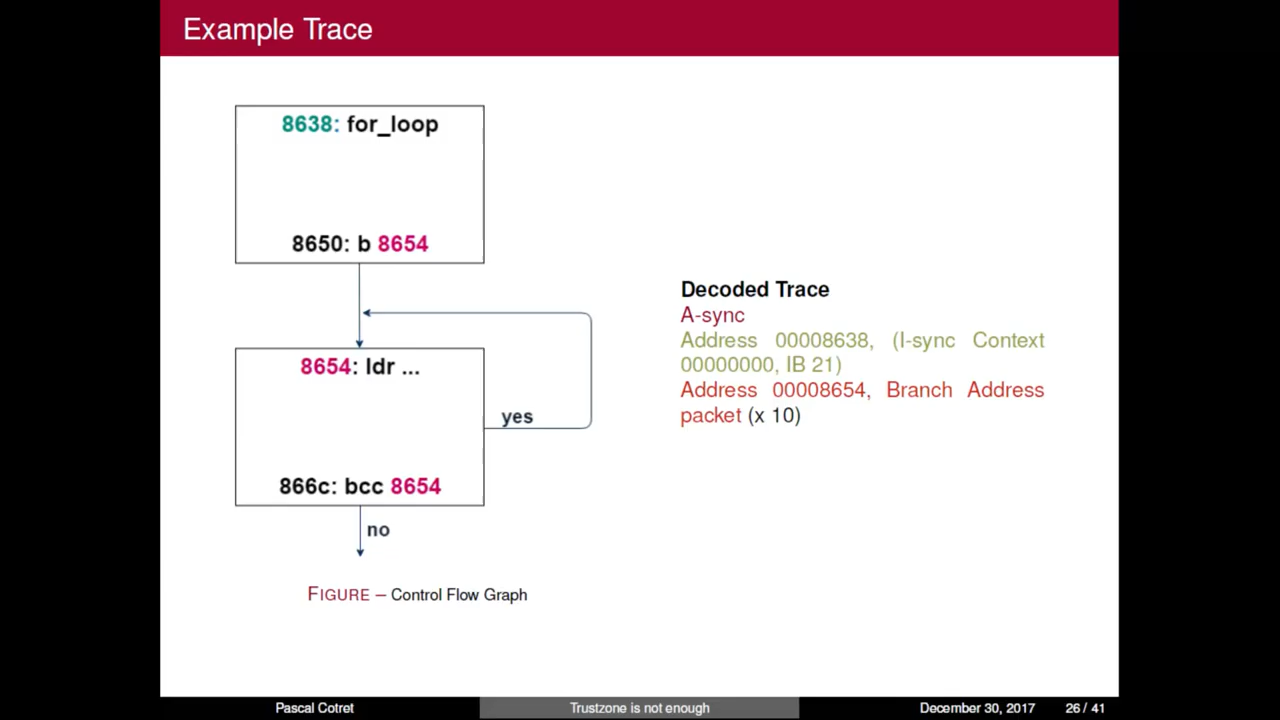 Example Trace
8638: for_loop
8650: b 8654
8654: ldr ...
yes
866c: bcc 8654
no
FIGURE – Control Flow Graph
Decoded Trace
A-sync
Address 00008638, (I-sync Context
00000000, IB 21)
Address 00008654, Branch Address
packet (x 10)
Pascal Cotret
Trustzone is not enough
December 30, 2017 26 / 41